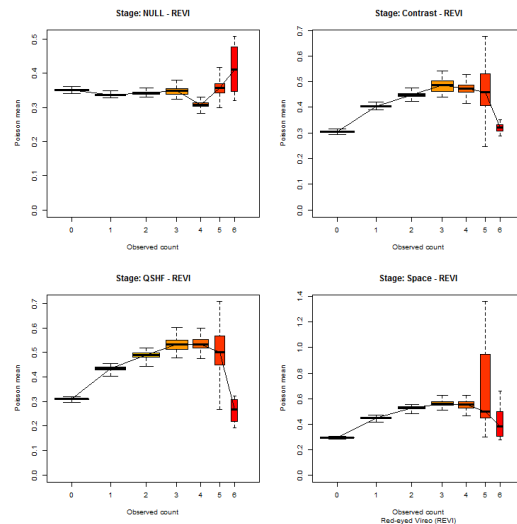 Stage: NULL - REVI
Poisson mean
0.0 0.1 0.2 0.3 0.4 0.5
0 1 2 3 4 5 6
Observed count
Stage: Contrast - REVI
Poisson mean
0.0 0.1 0.2 0.3 0.4 0.5 0.6 0.7
0 1 2 3 4 5 6
Observed count
Stage: QSHF - REVI
Poisson mean
0.0 0.1 0.2 0.3 0.4 0.5 0.6 0.7
0 1 2 3 4 5 6
Observed count
Stage: Space - REVI
Poisson mean
0.0 0.2 0.4 0.6 0.8 1.0 1.2 1.4
0 1 2 3 4 5 6
Observed count
Red-eyed Vireo (REVI)